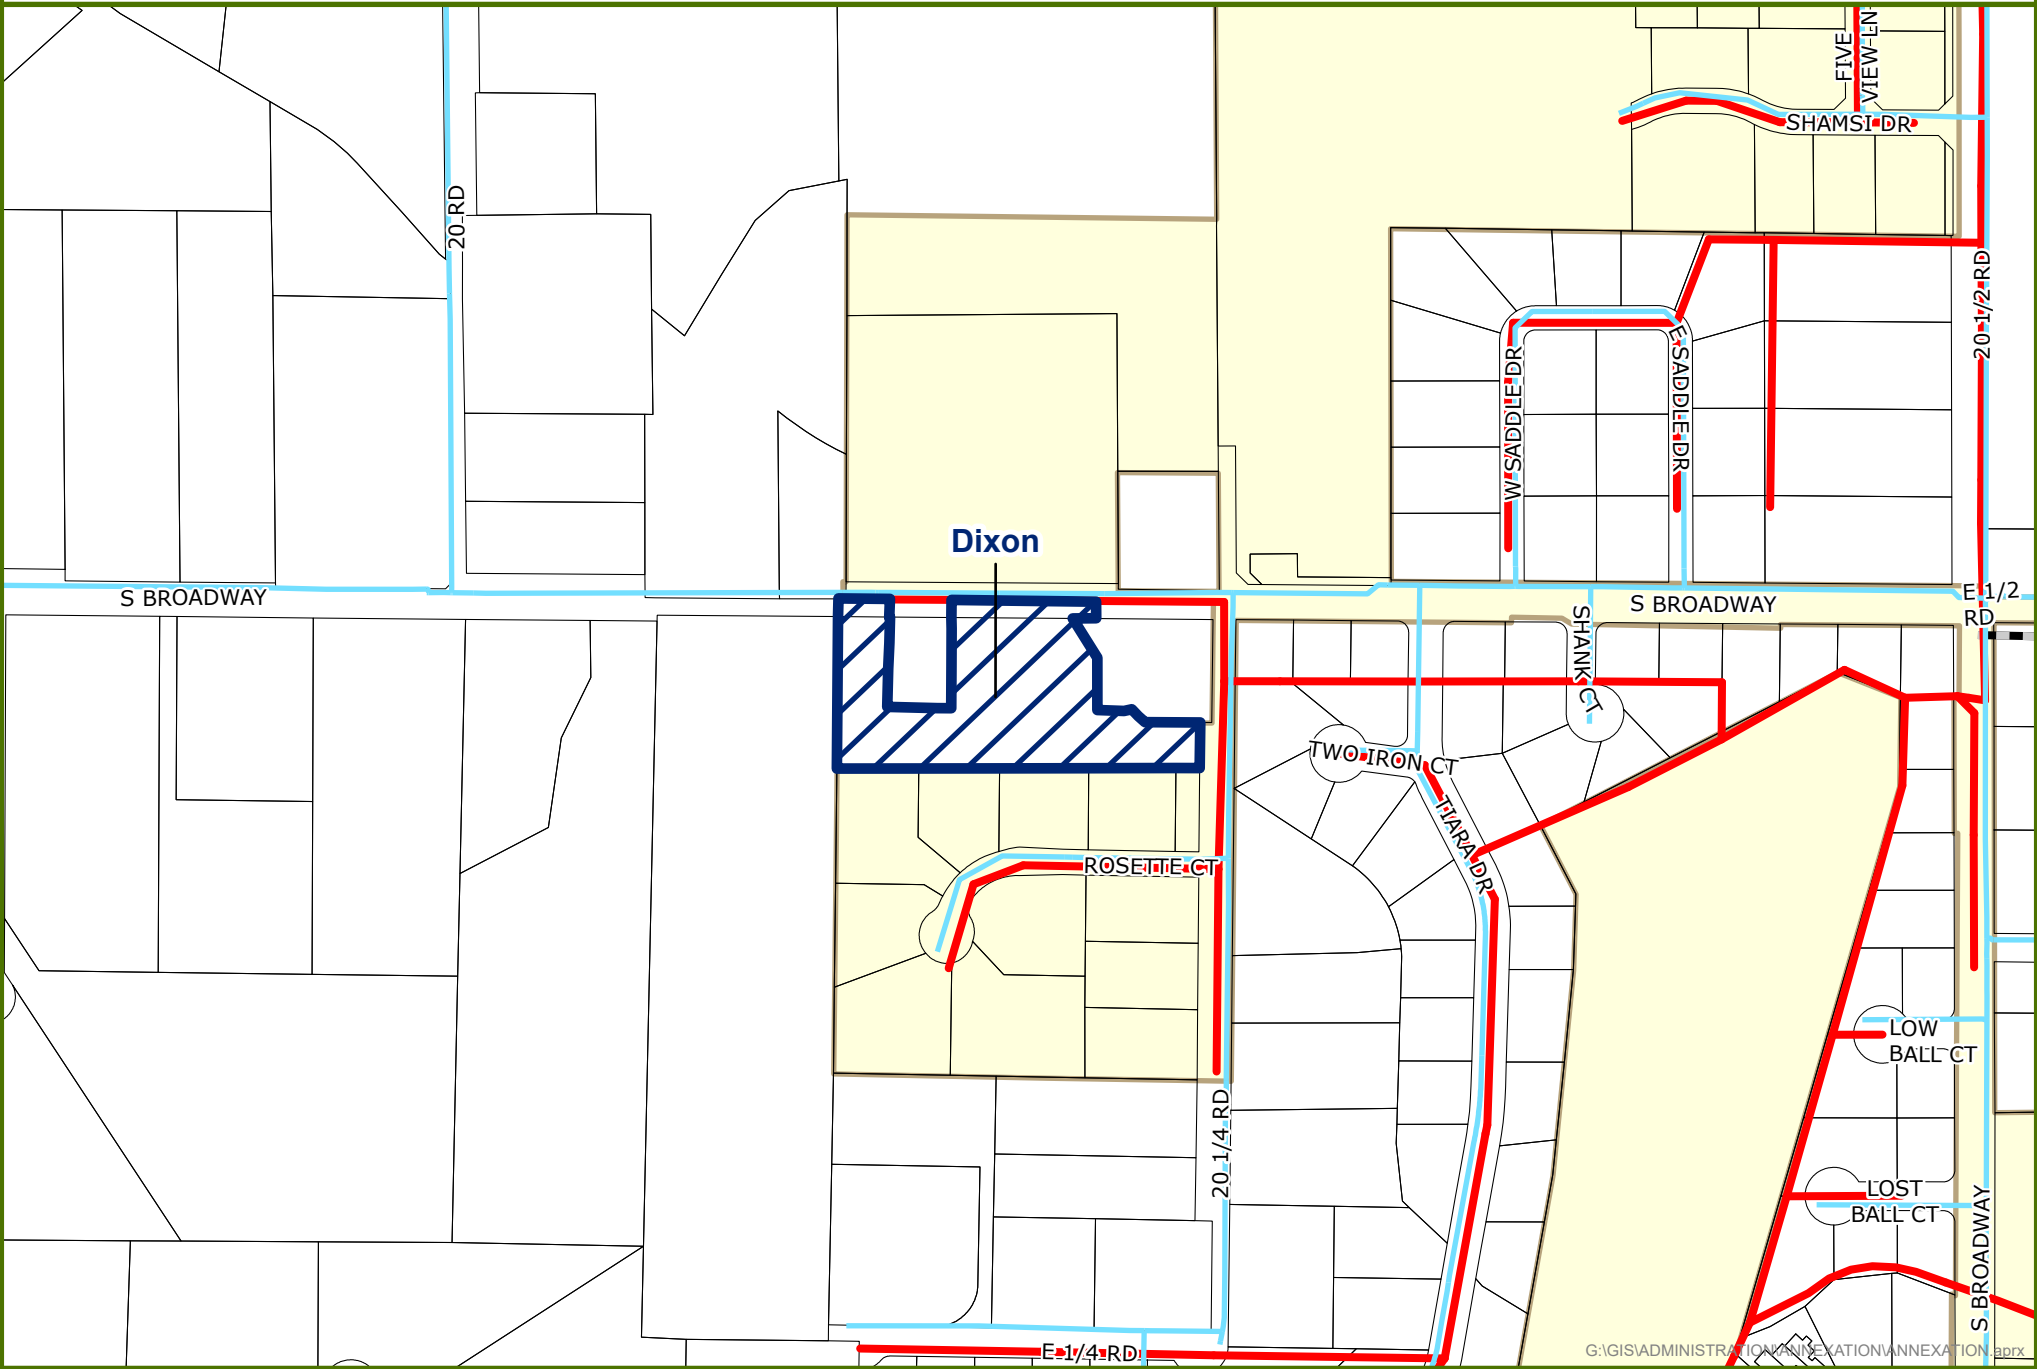 FIVE
VIEW LN
SHAMSI DR
20 RD
20 1/2 RD
W SADDLE DR
E SADDLE DR
Dixon
S BROADWAY
S BROADWAY
E 1/2
RD
SHANK CT
TWO IRON CT
TIARA DR
ROSETTE CT
LOW
BALL CT
20 1/4 RD
LOST
BALL CT
S BROADWAY
E 1/4 RD
G:\GIS\ADMINISTRATION\ANNEXATION\ANNEXATION.aprx